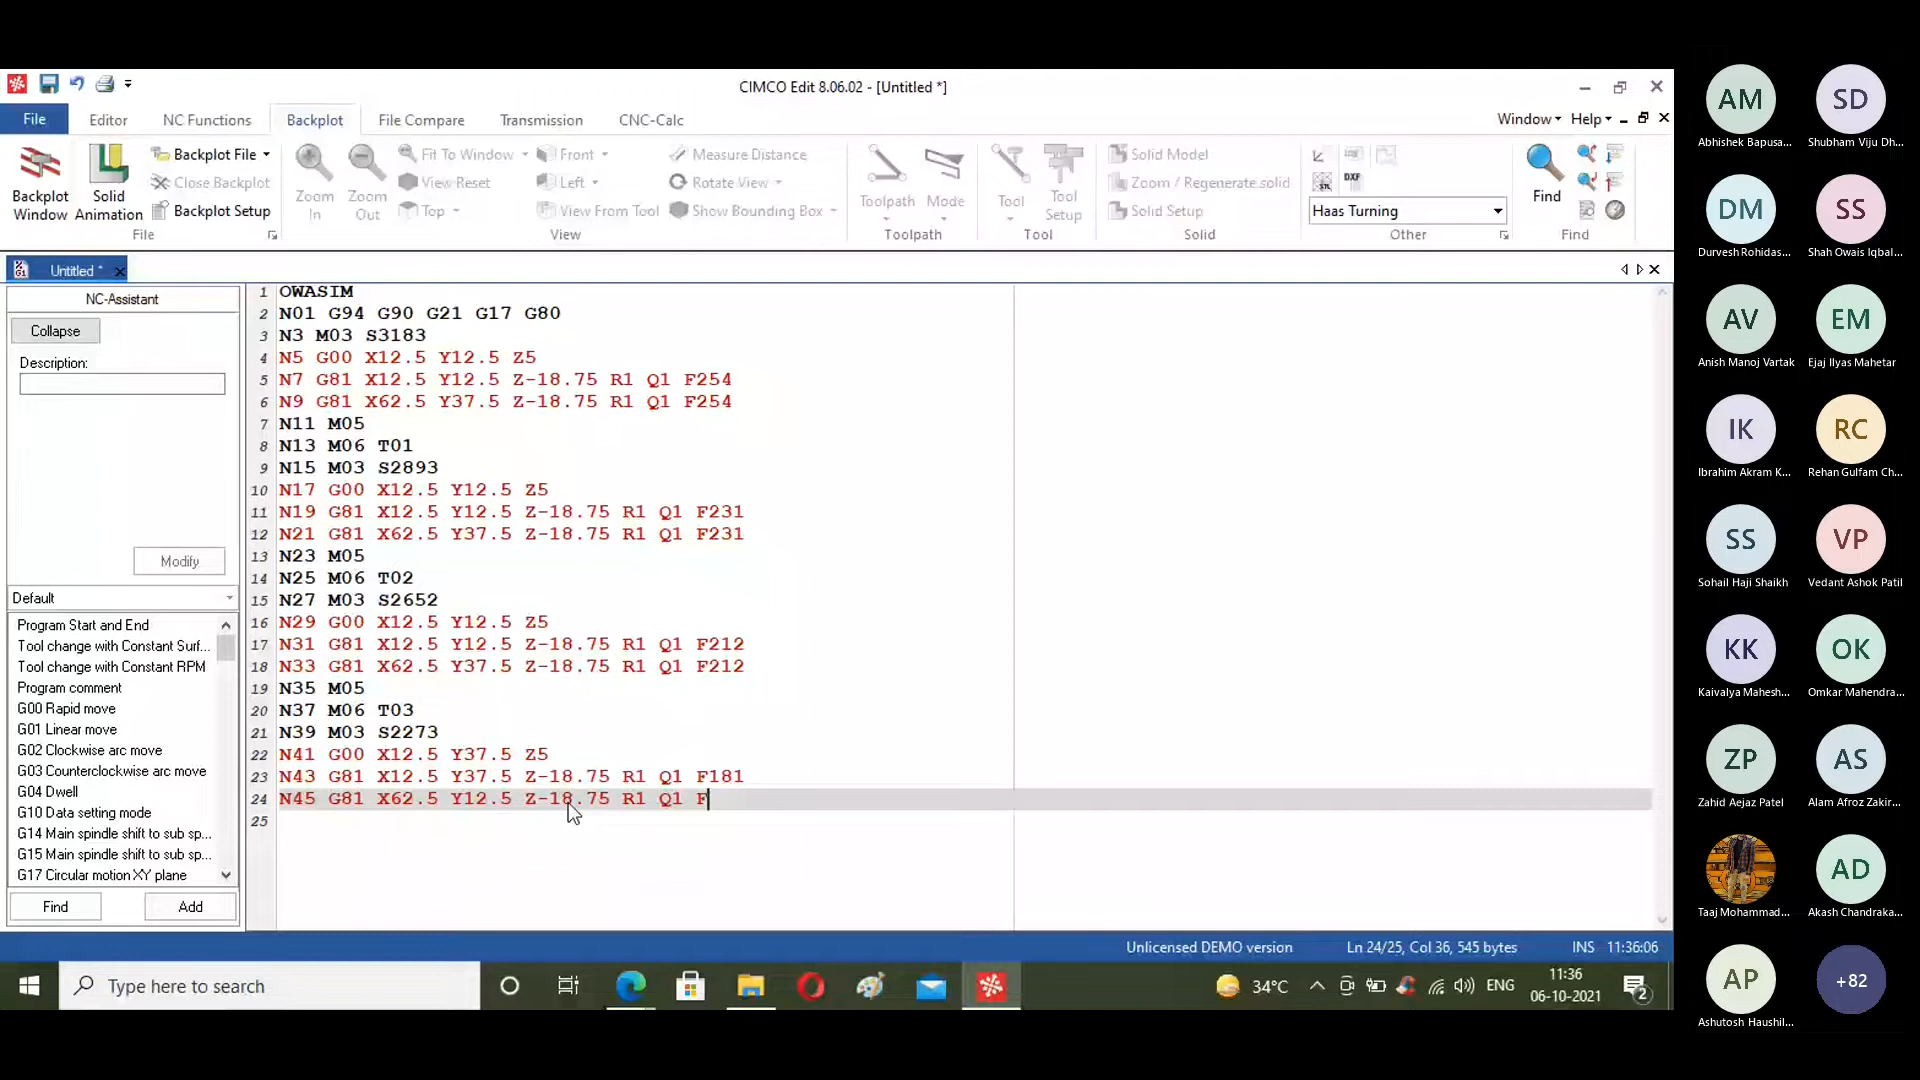 CIMCO Edit 8.06.02 - [Untitled *]
File
Editor
NC Functions
Backplot
File Compare
Transmission
CNC-Calc
Window
Help
Backplot Window
Solid Animation
Backplot File
Close Backplot
Backplot Setup
File
Zoom In
Zoom Out
Fit To Window
View Reset
Top
Front
Left
View From Tool
Measure Distance
Rotate View
Show Bounding Box
View
Toolpath
Mode
Toolpath
Tool
Tool Setup
Tool
Solid Model
Zoom / Regenerate solid
Solid Setup
Solid
DXF
Haas Turning
Other
Find
Find
Untitled *
NC-Assistant
Collapse
Description:
Modify
Default
Program Start and End
Tool change with Constant Surf...
Tool change with Constant RPM
Program comment
G00 Rapid move
G01 Linear move
G02 Clockwise arc move
G03 Counterclockwise arc move
G04 Dwell
G10 Data setting mode
G14 Main spindle shift to sub sp...
G15 Main spindle shift to sub sp...
G17 Circular motion XY plane
Find
Add
1 OWASIM
2 N01 G94 G90 G21 G17 G80
3 N3 M03 S3183
4 N5 G00 X12.5 Y12.5 Z5
5 N7 G81 X12.5 Y12.5 Z-18.75 R1 Q1 F254
6 N9 G81 X62.5 Y37.5 Z-18.75 R1 Q1 F254
7 N11 M05
8 N13 M06 T01
9 N15 M03 S2893
10 N17 G00 X12.5 Y12.5 Z5
11 N19 G81 X12.5 Y12.5 Z-18.75 R1 Q1 F231
12 N21 G81 X62.5 Y37.5 Z-18.75 R1 Q1 F231
13 N23 M05
14 N25 M06 T02
15 N27 M03 S2652
16 N29 G00 X12.5 Y12.5 Z5
17 N31 G81 X12.5 Y12.5 Z-18.75 R1 Q1 F212
18 N33 G81 X62.5 Y37.5 Z-18.75 R1 Q1 F212
19 N35 M05
20 N37 M06 T03
21 N39 M03 S2273
22 N41 G00 X12.5 Y37.5 Z5
23 N43 G81 X12.5 Y37.5 Z-18.75 R1 Q1 F181
24 N45 G81 X62.5 Y12.5 Z-18.75 R1 Q1 F
25
Unlicensed DEMO version
Ln 24/25, Col 36, 545 bytes
INS
11:36:06
Type here to search
34°C
ENG
11:36
06-10-2021
2
AM
Abhishek Bapusa...
SD
Shubham Viju Dh...
DM
Durvesh Rohidas...
SS
Shah Owais Iqbal...
AV
Anish Manoj Vartak
EM
Ejaj Ilyas Mahetar
IK
Ibrahim Akram K...
RC
Rehan Gulfam Ch...
SS
Sohail Haji Shaikh
VP
Vedant Ashok Patil
KK
Kaivalya Mahesh...
OK
Omkar Mahendra...
ZP
Zahid Aejaz Patel
AS
Alam Afroz Zakir...
Taaj Mohammad...
AD
Akash Chandraka...
AP
Ashutosh Haushil...
+82